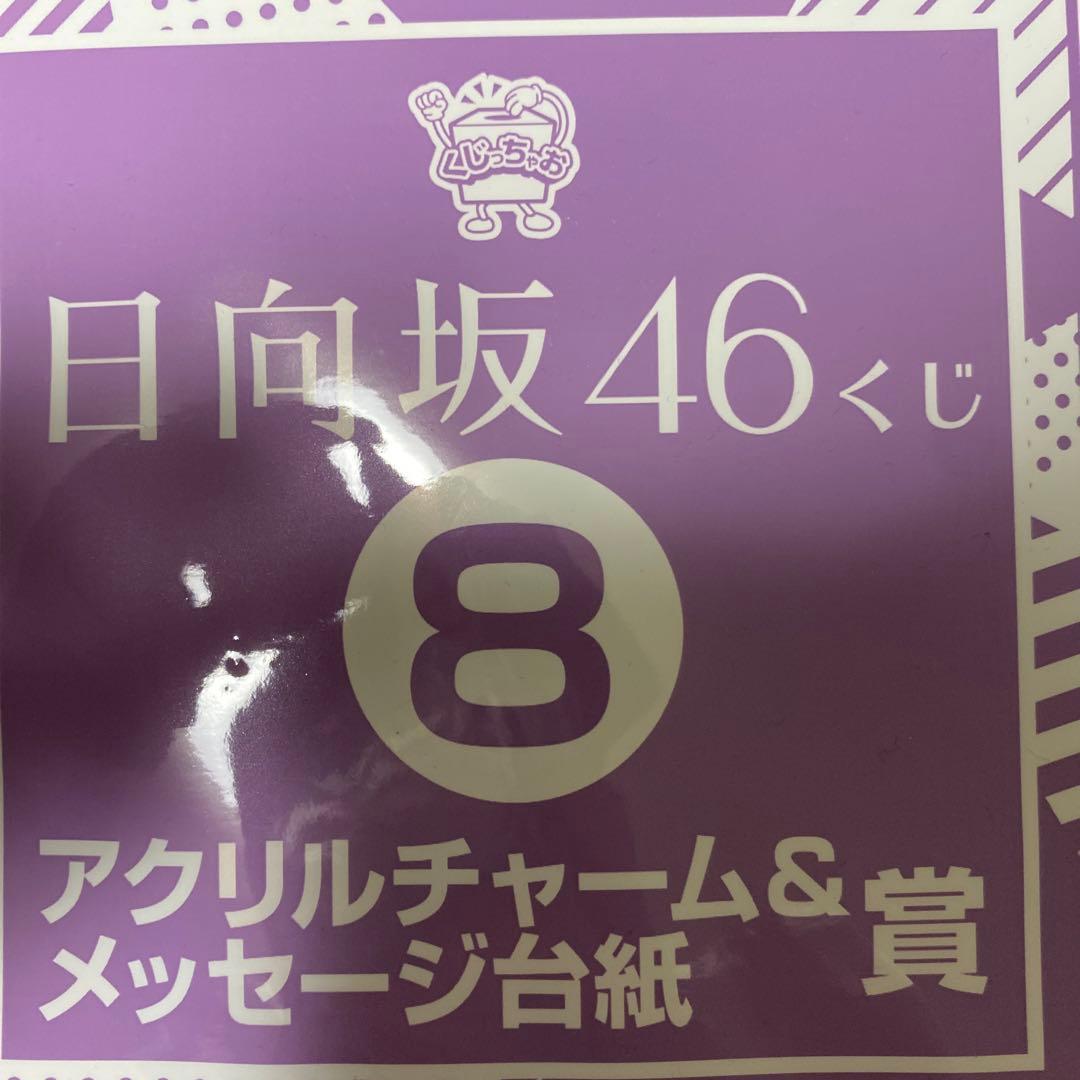 くじっちゃお
日向坂46くじ
8
アクリルチャーム&
メッセージ台紙
賞